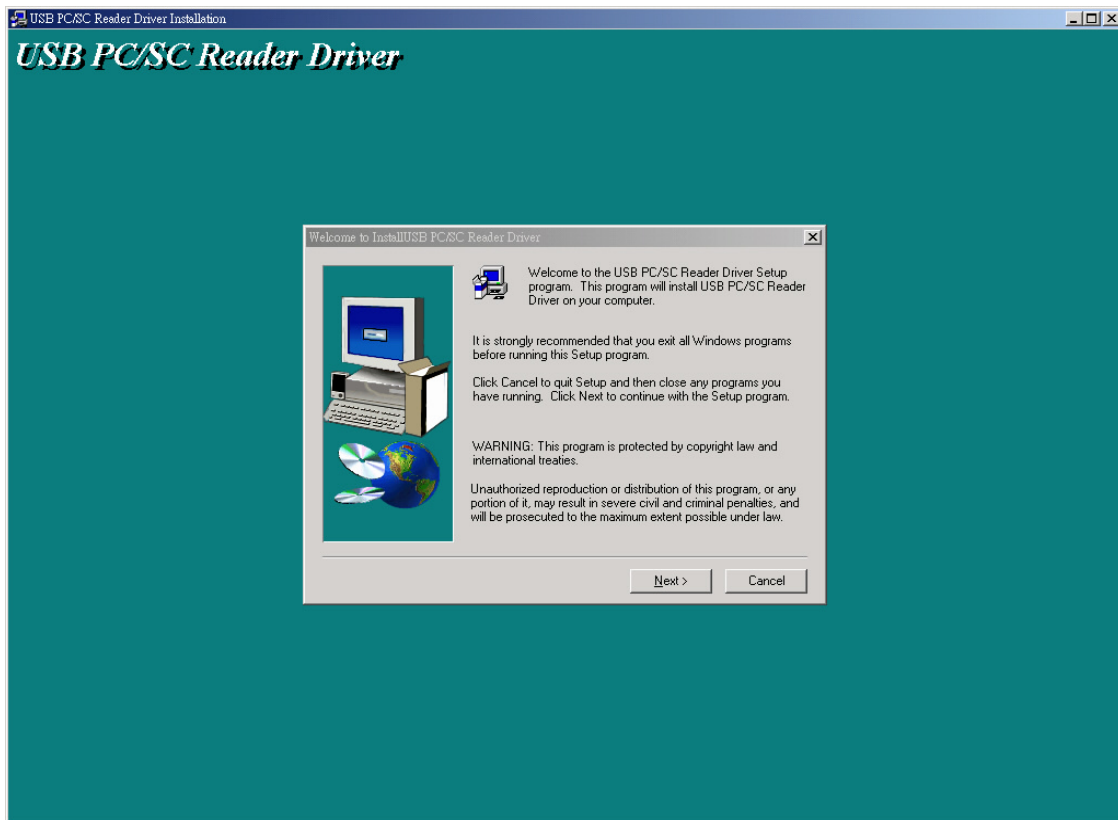 USB PC/SC Reader Driver Installation
USB PC/SC Reader Driver
Welcome to InstallUSB PC/SC Reader Driver
Welcome to the USB PC/SC Reader Driver Setup
program. This program will install USB PC/SC Reader
Driver on your computer.
It is strongly recommended that you exit all Windows programs
before running this Setup program.
Click Cancel to quit Setup and then close any programs you
have running. Click Next to continue with the Setup program.
WARNING: This program is protected by copyright law and
international treaties.
Unauthorized reproduction or distribution of this program, or any
portion of it, may result in severe civil and criminal penalties, and
will be prosecuted to the maximum extent possible under law.
Next >
Cancel